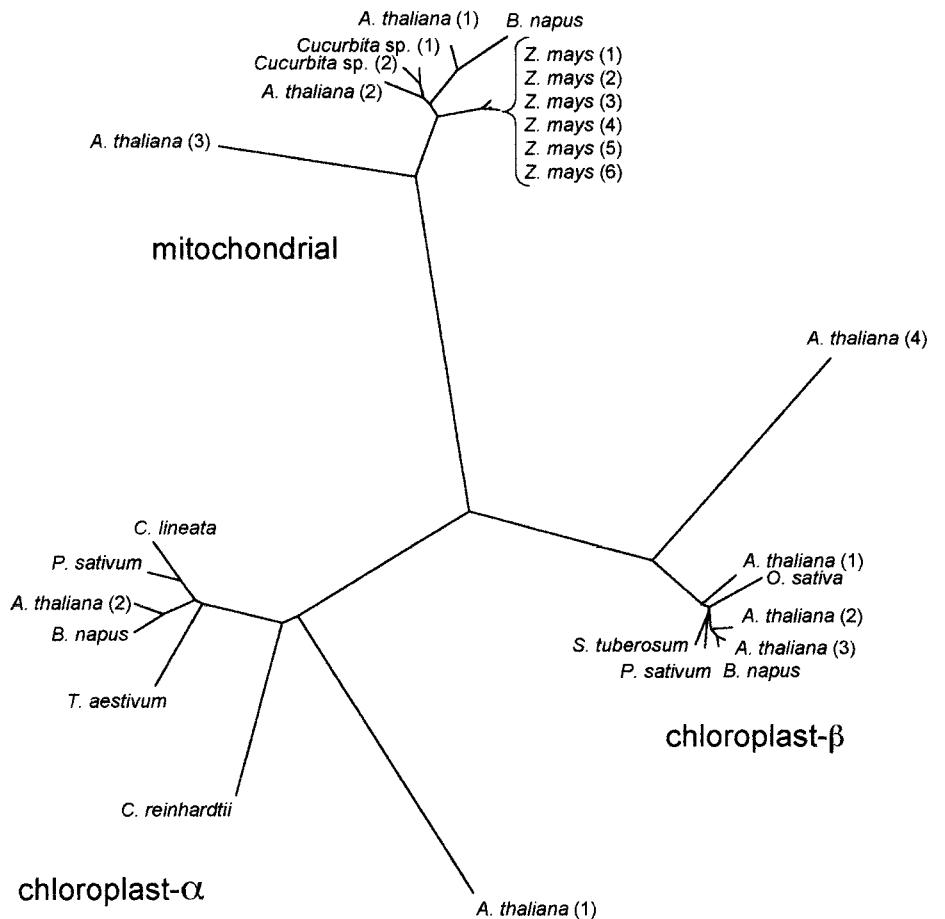 A. thaliana (1)
B. napus
Cucurbita sp. (1)
Cucurbita sp. (2)
A. thaliana (2)
Z. mays (1)
Z. mays (2)
Z. mays (3)
Z. mays (4)
Z. mays (5)
Z. mays (6)
A. thaliana (3)
mitochondrial
A. thaliana (4)
C. lineata
P. sativum
A. thaliana (2)
B. napus
T. aestivum
A. thaliana (1)
O. sativa
A. thaliana (2)
S. tuberosum
A. thaliana (3)
P. sativum
B. napus
chloroplast-β
C. reinhardtii
chloroplast-α
A. thaliana (1)